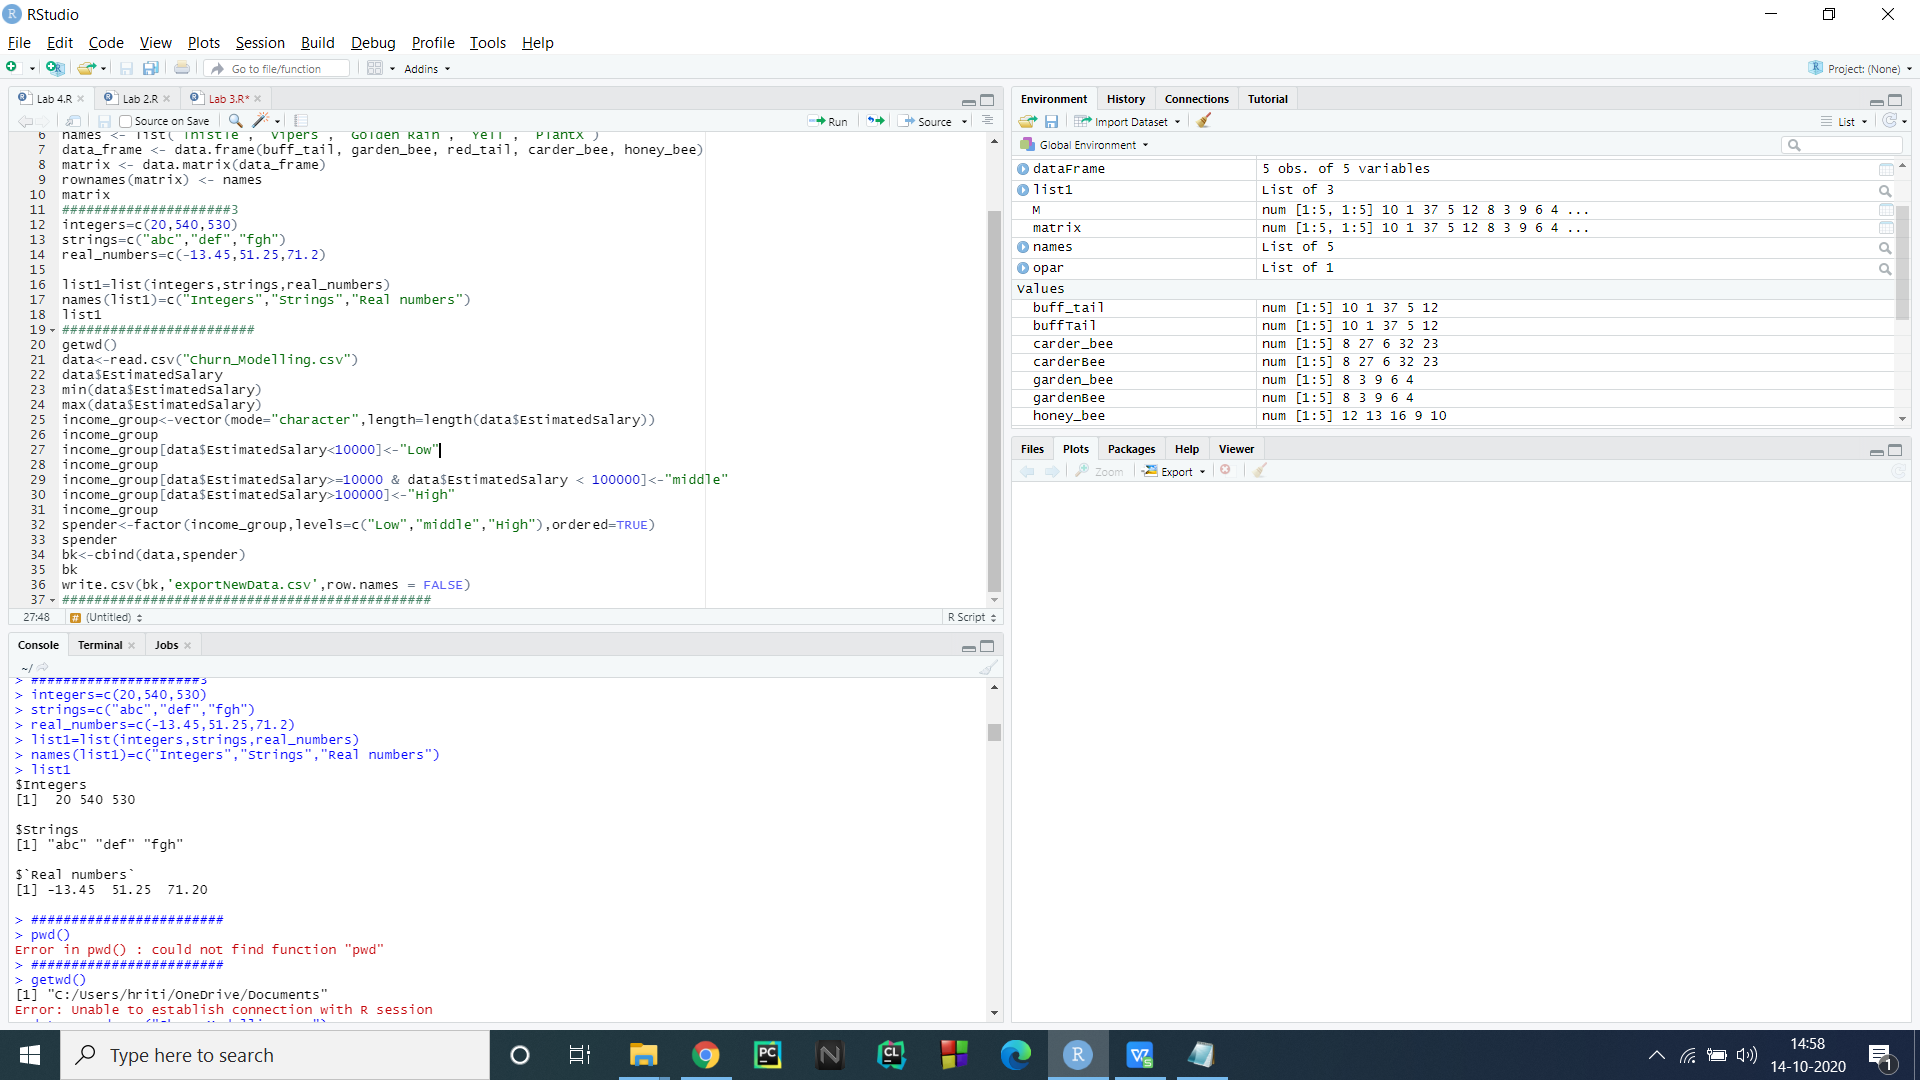 RStudio
File Edit Code View Plots Session Build Debug Profile Tools Help
Go to file/function Addins Project: (None)
Lab 4.R Lab 2.R Lab 3.R*
Source on Save Run Source
6 names <- list("Thistle", "Vipers", "Golden Rain", "Yell", "PlantX")
7 data_frame <- data.frame(buff_tail, garden_bee, red_tail, carder_bee, honey_bee)
8 matrix <- data.matrix(data_frame)
9 rownames(matrix) <- names
10 matrix
11 #####################3
12 integers=c(20,540,530)
13 strings=c("abc","def","fgh")
14 real_numbers=c(-13.45,51.25,71.2)
15
16 list1=list(integers,strings,real_numbers)
17 names(list1)=c("Integers","Strings","Real numbers")
18 list1
19 ########################
20 getwd()
21 data<-read.csv("Churn_Modelling.csv")
22 data$EstimatedSalary
23 min(data$EstimatedSalary)
24 max(data$EstimatedSalary)
25 income_group<-vector(mode="character",length=length(data$EstimatedSalary))
26 income_group
27 income_group[data$EstimatedSalary<10000]<-"Low"
28 income_group
29 income_group[data$EstimatedSalary>=10000 & data$EstimatedSalary < 100000]<-"middle"
30 income_group[data$EstimatedSalary>100000]<-"High"
31 income_group
32 spender<-factor(income_group,levels=c("Low","middle","High"),ordered=TRUE)
33 spender
34 bk<-cbind(data,spender)
35 bk
36 write.csv(bk,'exportNewData.csv',row.names = FALSE)
37 ##############################################
27:48 # (Untitled) R Script
Console Terminal Jobs
~/
> #####################3
> integers=c(20,540,530)
> strings=c("abc","def","fgh")
> real_numbers=c(-13.45,51.25,71.2)
> list1=list(integers,strings,real_numbers)
> names(list1)=c("Integers","Strings","Real numbers")
> list1
$Integers
[1]  20 540 530
$Strings
[1] "abc" "def" "fgh"
$`Real numbers`
[1] -13.45  51.25  71.20
> ########################
> pwd()
Error in pwd() : could not find function "pwd"
> ########################
> getwd()
[1] "C:/Users/hriti/OneDrive/Documents"
Error: Unable to establish connection with R session
Environment History Connections Tutorial
Import Dataset List
Global Environment
dataFrame 5 obs. of 5 variables
list1 List of 3
M num [1:5, 1:5] 10 1 37 5 12 8 3 9 6 4 ...
matrix num [1:5, 1:5] 10 1 37 5 12 8 3 9 6 4 ...
names List of 5
opar List of 1
Values
buff_tail num [1:5] 10 1 37 5 12
buffTail num [1:5] 10 1 37 5 12
carder_bee num [1:5] 8 27 6 32 23
carderBee num [1:5] 8 27 6 32 23
garden_bee num [1:5] 8 3 9 6 4
gardenBee num [1:5] 8 3 9 6 4
honey_bee num [1:5] 12 13 16 9 10
Files Plots Packages Help Viewer
Zoom Export
Type here to search
PC N CL R
14:58
14-10-2020
1